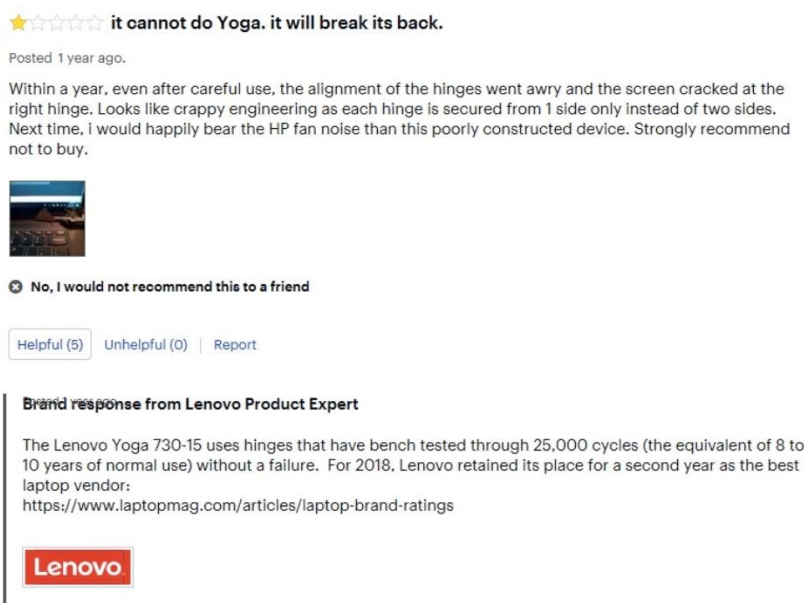 it cannot do Yoga. it will break its back.
Posted 1 year ago.
Within a year, even after careful use, the alignment of the hinges went awry and the screen cracked at the
right hinge. Looks like crappy engineering as each hinge is secured from 1 side only instead of two sides.
Next time, i would happily bear the HP fan noise than this poorly constructed device. Strongly recommend
not to buy.
No, I would not recommend this to a friend
Helpful (5) Unhelpful (0) | Report
Posted 1 year ago.
Brand response from Lenovo Product Expert
The Lenovo Yoga 730-15 uses hinges that have bench tested through 25,000 cycles (the equivalent of 8 to
10 years of normal use) without a failure. For 2018, Lenovo retained its place for a second year as the best
laptop vendor:
https://www.laptopmag.com/articles/laptop-brand-ratings
Lenovo